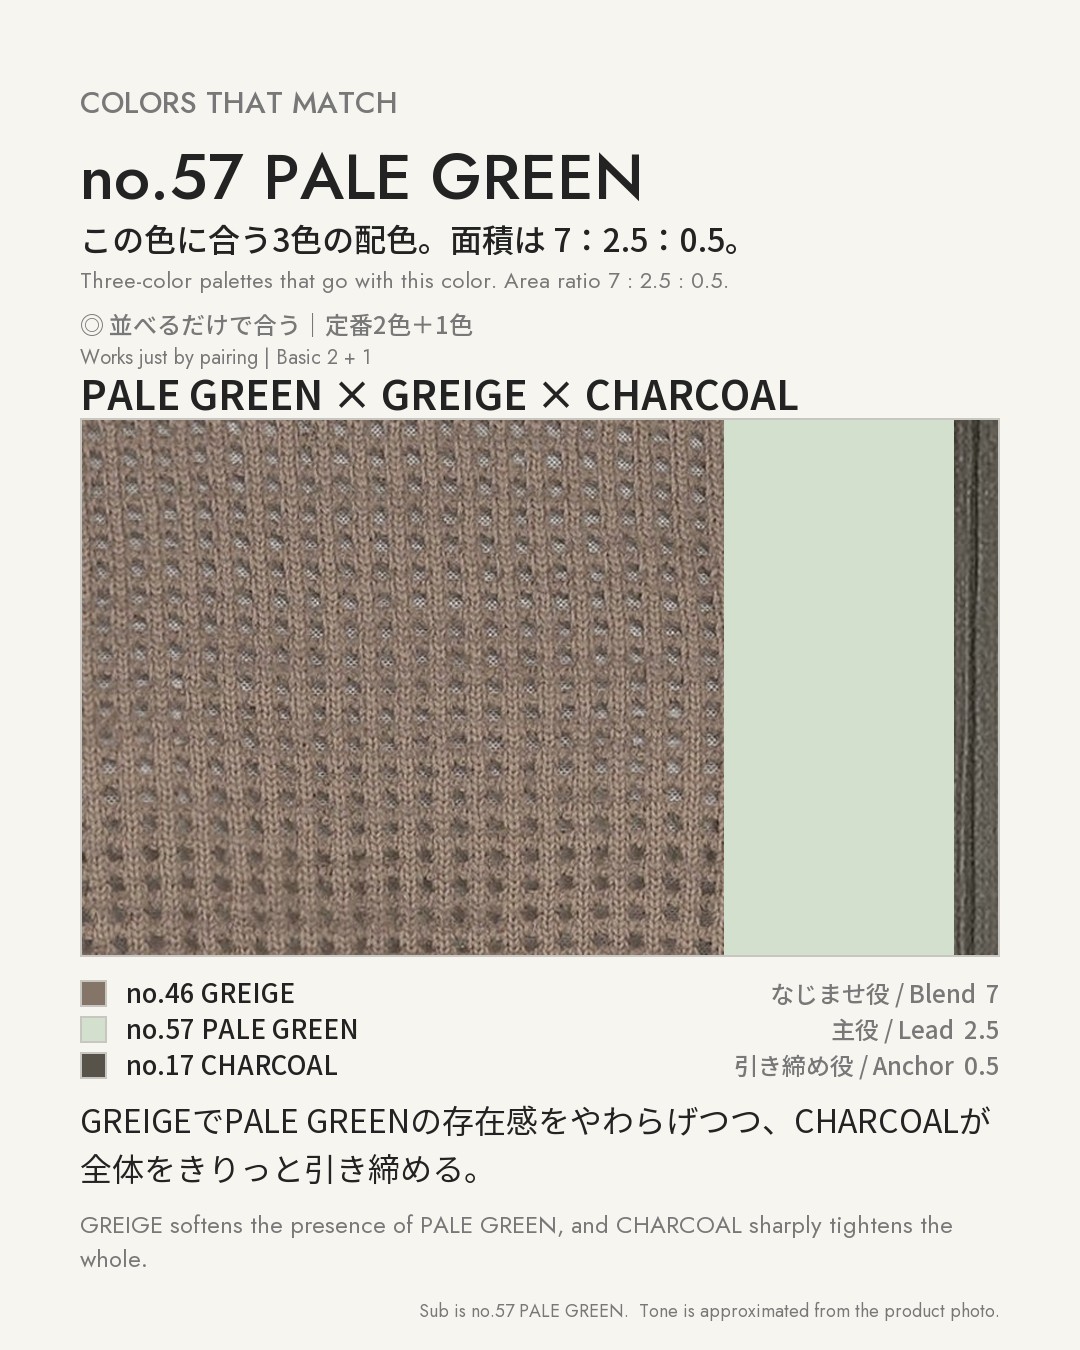 COLORS THAT MATCH
no.57 PALE GREEN
この色に合う3色の配色。面積は 7：2.5：0.5。
Three-color palettes that go with this color. Area ratio 7 : 2.5 : 0.5.
◎ 並べるだけで合う｜定番2色＋1色
Works just by pairing | Basic 2 + 1
PALE GREEN × GREIGE × CHARCOAL
no.46 GREIGE なじませ役 / Blend 7
no.57 PALE GREEN 主役 / Lead 2.5
no.17 CHARCOAL 引き締め役 / Anchor 0.5
GREIGEでPALE GREENの存在感をやわらげつつ、CHARCOALが
全体をきりっと引き締める。
GREIGE softens the presence of PALE GREEN, and CHARCOAL sharply tightens the
whole.
Sub is no.57 PALE GREEN. Tone is approximated from the product photo.